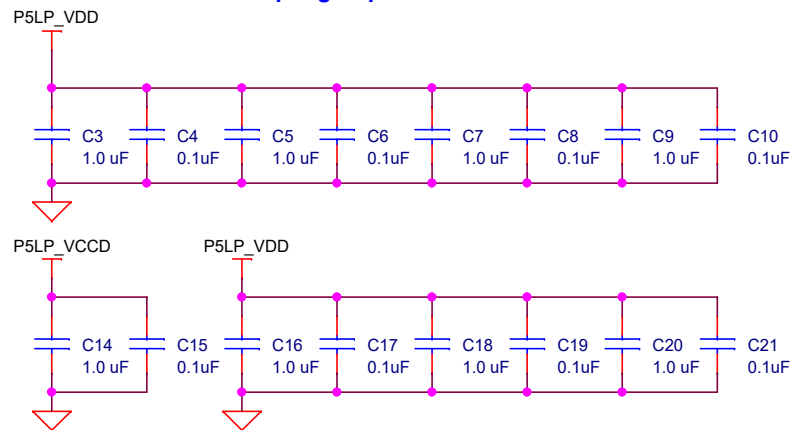 P5LP_VDD
C3 C4 C5 C6 C7 C8 C9 C10
1.0 uF 0.1uF 1.0 uF 0.1uF 1.0 uF 0.1uF 1.0 uF 0.1uF
P5LP_VCCD P5LP_VDD
C14 C15 C16 C17 C18 C19 C20 C21
1.0 uF 0.1uF 1.0 uF 0.1uF 1.0 uF 0.1uF 1.0 uF 0.1uF